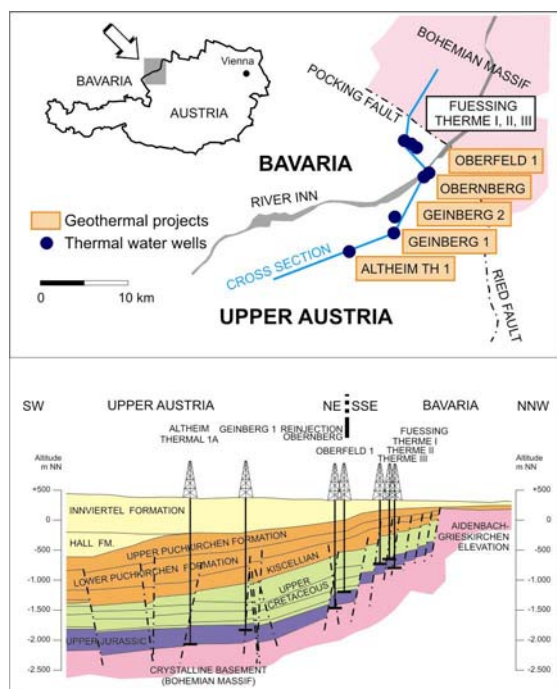 Vienna
BAVARIA
AUSTRIA
BOHEMIAN
MASSIF
POCKING FAULT
FUESSING
THERME I, II, III
BAVARIA
OBERFELD 1
OBERNBERG
RIVER INN
GEINBERG 2
Geothermal projects
Thermal water wells
GEINBERG 1
CROSS SECTION
ALTHEIM TH 1
0
10 km
UPPER AUSTRIA
RIED FAULT
SW
UPPER AUSTRIA
NE
SSE
BAVARIA
NNW
ALTHEIM
THERMAL 1A
GEINBERG 1
REINJECTION
OBERNBERG
OBERFELD 1
FUESSING
THERME I
THERME II
THERME III
Altitude
m NN
Altitude
m NN
+500
+500
INNVIERTEL FORMATION
0
0
HALL FM.
UPPER PUCHKIRCHEN FORMATION
AIDENBACH-
GRIESKIRCHEN
ELEVATION
-500
-500
LOWER PUCHKIRCHEN FORMATION
KISCELLIAN
-1.000
-1.000
UPPER
CRETACEOUS
-1.500
-1.500
UPPER JURASSIC
-2.000
-2.000
CRYSTALLINE BASEMENT
(BOHEMIAN MASSIF)
-2.500
-2.500